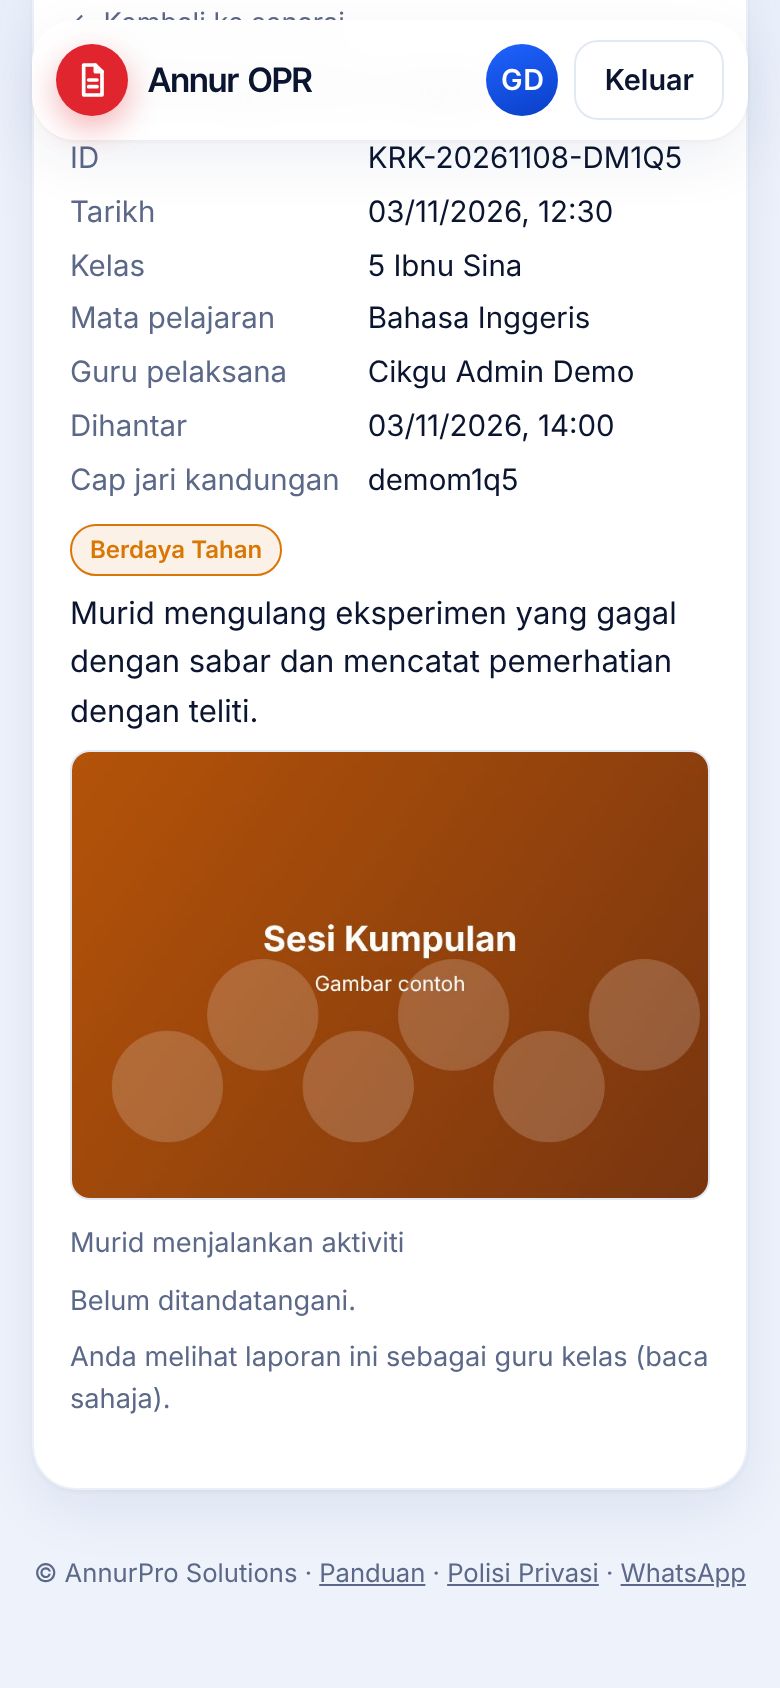 Annur OPR
GD
Keluar
ID
KRK-20261108-DM1Q5
Tarikh
03/11/2026, 12:30
Kelas
5 Ibnu Sina
Mata pelajaran
Bahasa Inggeris
Guru pelaksana
Cikgu Admin Demo
Dihantar
03/11/2026, 14:00
Cap jari kandungan
demom1q5
Berdaya Tahan
Murid mengulang eksperimen yang gagal
dengan sabar dan mencatat pemerhatian
dengan teliti.
Sesi Kumpulan
Gambar contoh
Murid menjalankan aktiviti
Belum ditandatangani.
Anda melihat laporan ini sebagai guru kelas (baca
sahaja).
© AnnurPro Solutions · Panduan · Polisi Privasi · WhatsApp